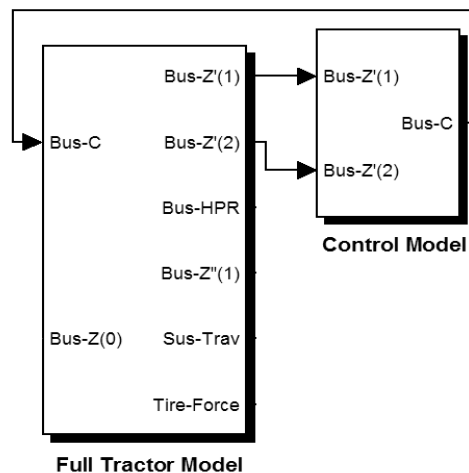 Bus-Z'(1)
Bus-Z'(1)
Bus-C
Bus-C
Bus-Z'(2)
Bus-Z'(2)
Bus-HPR
Control Model
Bus-Z"(1)
Bus-Z(0)
Sus-Trav
Tire-Force
Full Tractor Model